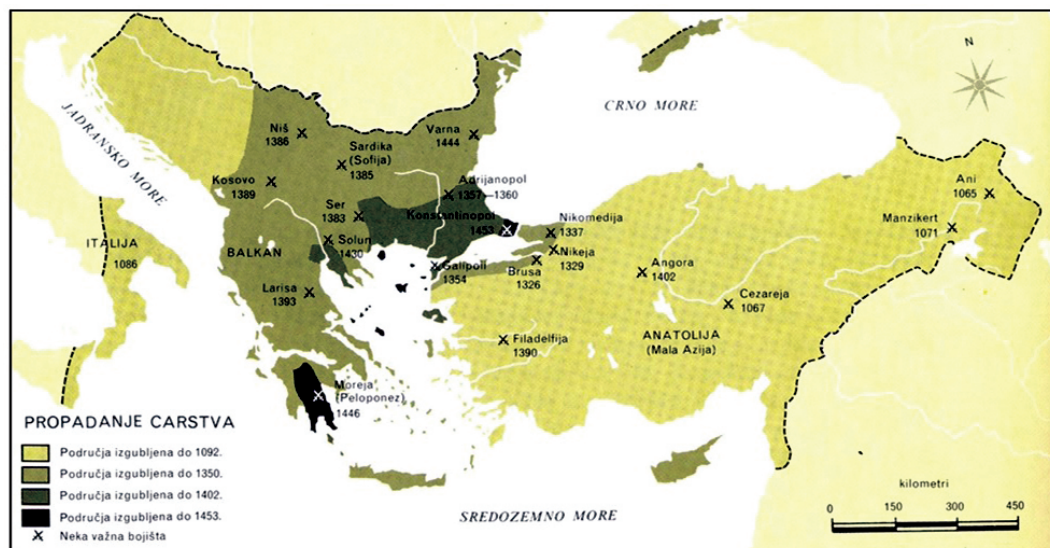 N
CRNO MORE
JADRANSKO MORE
Niš
1386
Varna
1444
Sardika
(Sofija)
1385
Kosovo
1389
Adrijanopol
1357—1360
Ani
1065
Ser
1383
Konstantinopol
1453
Nikomedija
1337
Manzikert
1071
ITALIJA
1086
BALKAN
Solun
1430
Nikeja
1329
Galipoli
1354
Brusa
1326
Angora
1402
Larisa
1393
Cezareja
1067
Filadelfija
1390
ANATOLIJA
(Mala Azija)
Moreja
(Peloponez)
1446
PROPADANJE CARSTVA
Područja izgubljena do 1092.
Područja izgubljena do 1350.
Područja izgubljena do 1402.
Područja izgubljena do 1453.
Neka važna bojišta
SREDOZEMNO MORE
kilometri
0 150 300 450